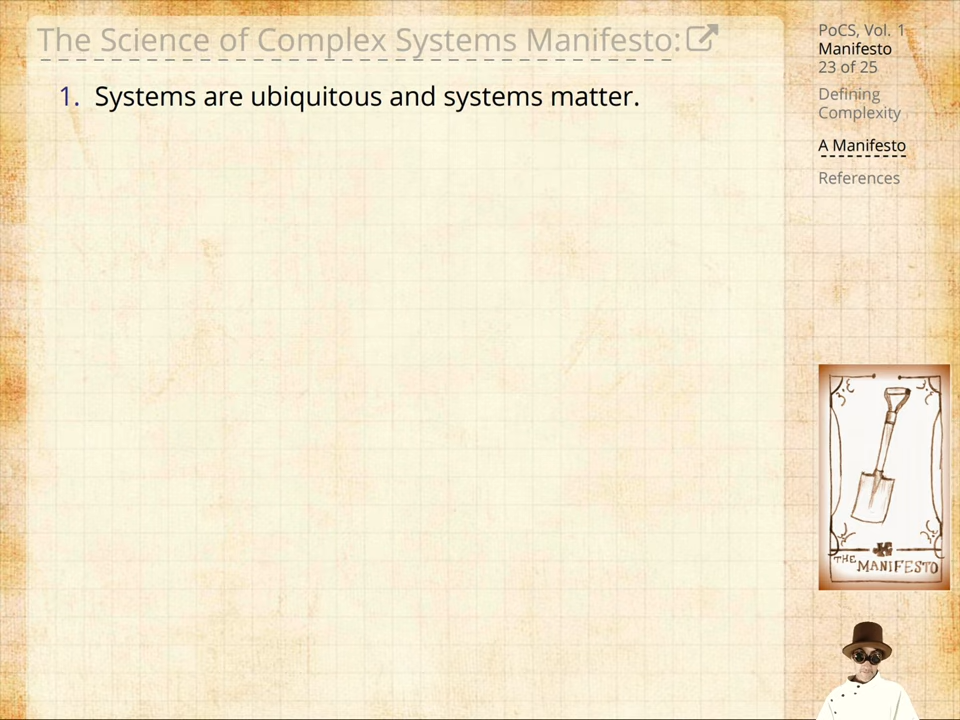 The Science of Complex Systems Manifesto:
1. Systems are ubiquitous and systems matter.
PoCS, Vol. 1
Manifesto
23 of 25
Defining
Complexity
A Manifesto
References
THE MANIFESTO